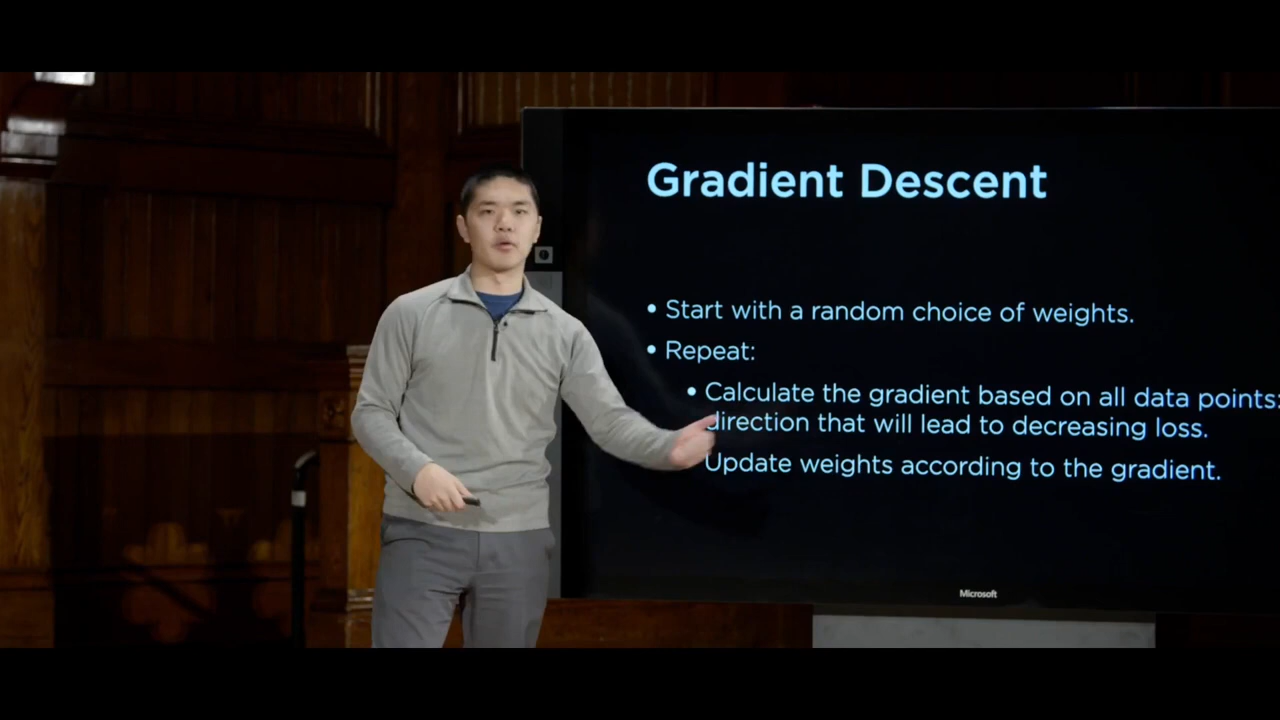 Gradient Descent
• Start with a random choice of weights.
• Repeat:
• Calculate the gradient based on all data points:
direction that will lead to decreasing loss.
Update weights according to the gradient.
Microsoft